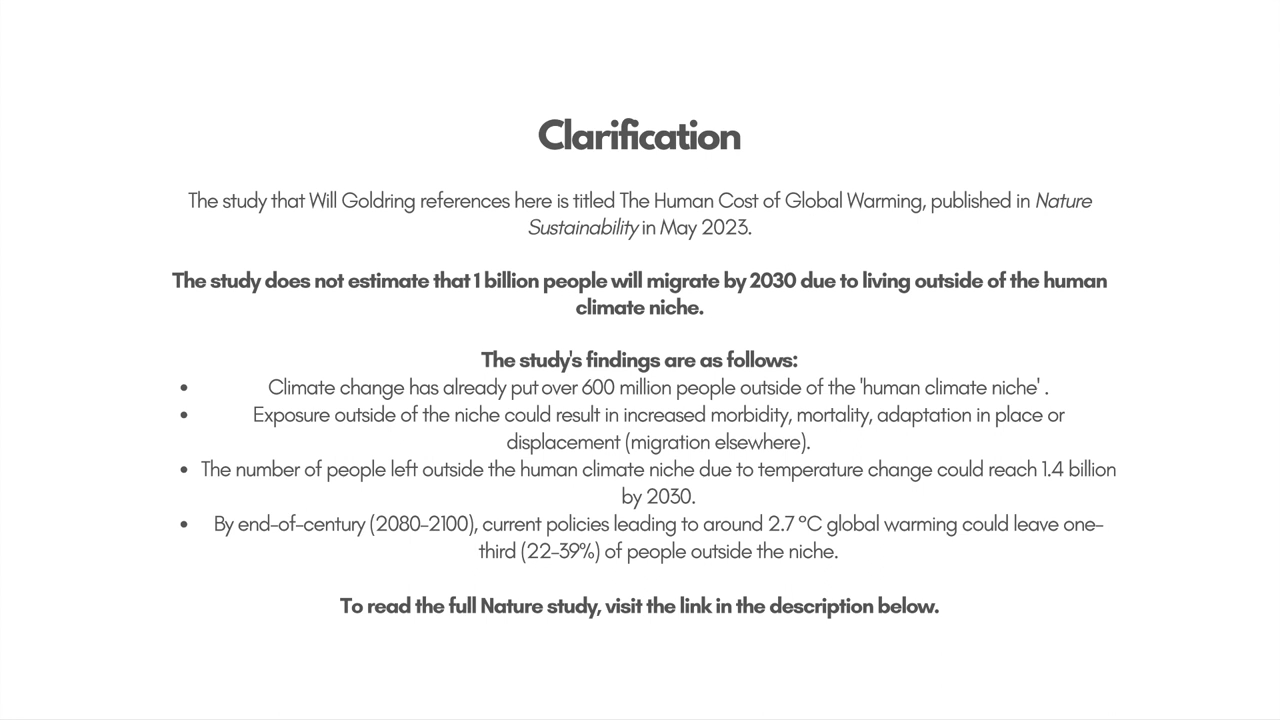 Clarification
The study that Will Goldring references here is titled The Human Cost of Global Warming, published in Nature
Sustainability in May 2023.
The study does not estimate that 1 billion people will migrate by 2030 due to living outside of the human
climate niche.
The study's findings are as follows:
• Climate change has already put over 600 million people outside of the 'human climate niche' .
• Exposure outside of the niche could result in increased morbidity, mortality, adaptation in place or
displacement (migration elsewhere).
• The number of people left outside the human climate niche due to temperature change could reach 1.4 billion
by 2030.
• By end-of-century (2080-2100), current policies leading to around 2.7 °C global warming could leave one-
third (22-39%) of people outside the niche.
To read the full Nature study, visit the link in the description below.